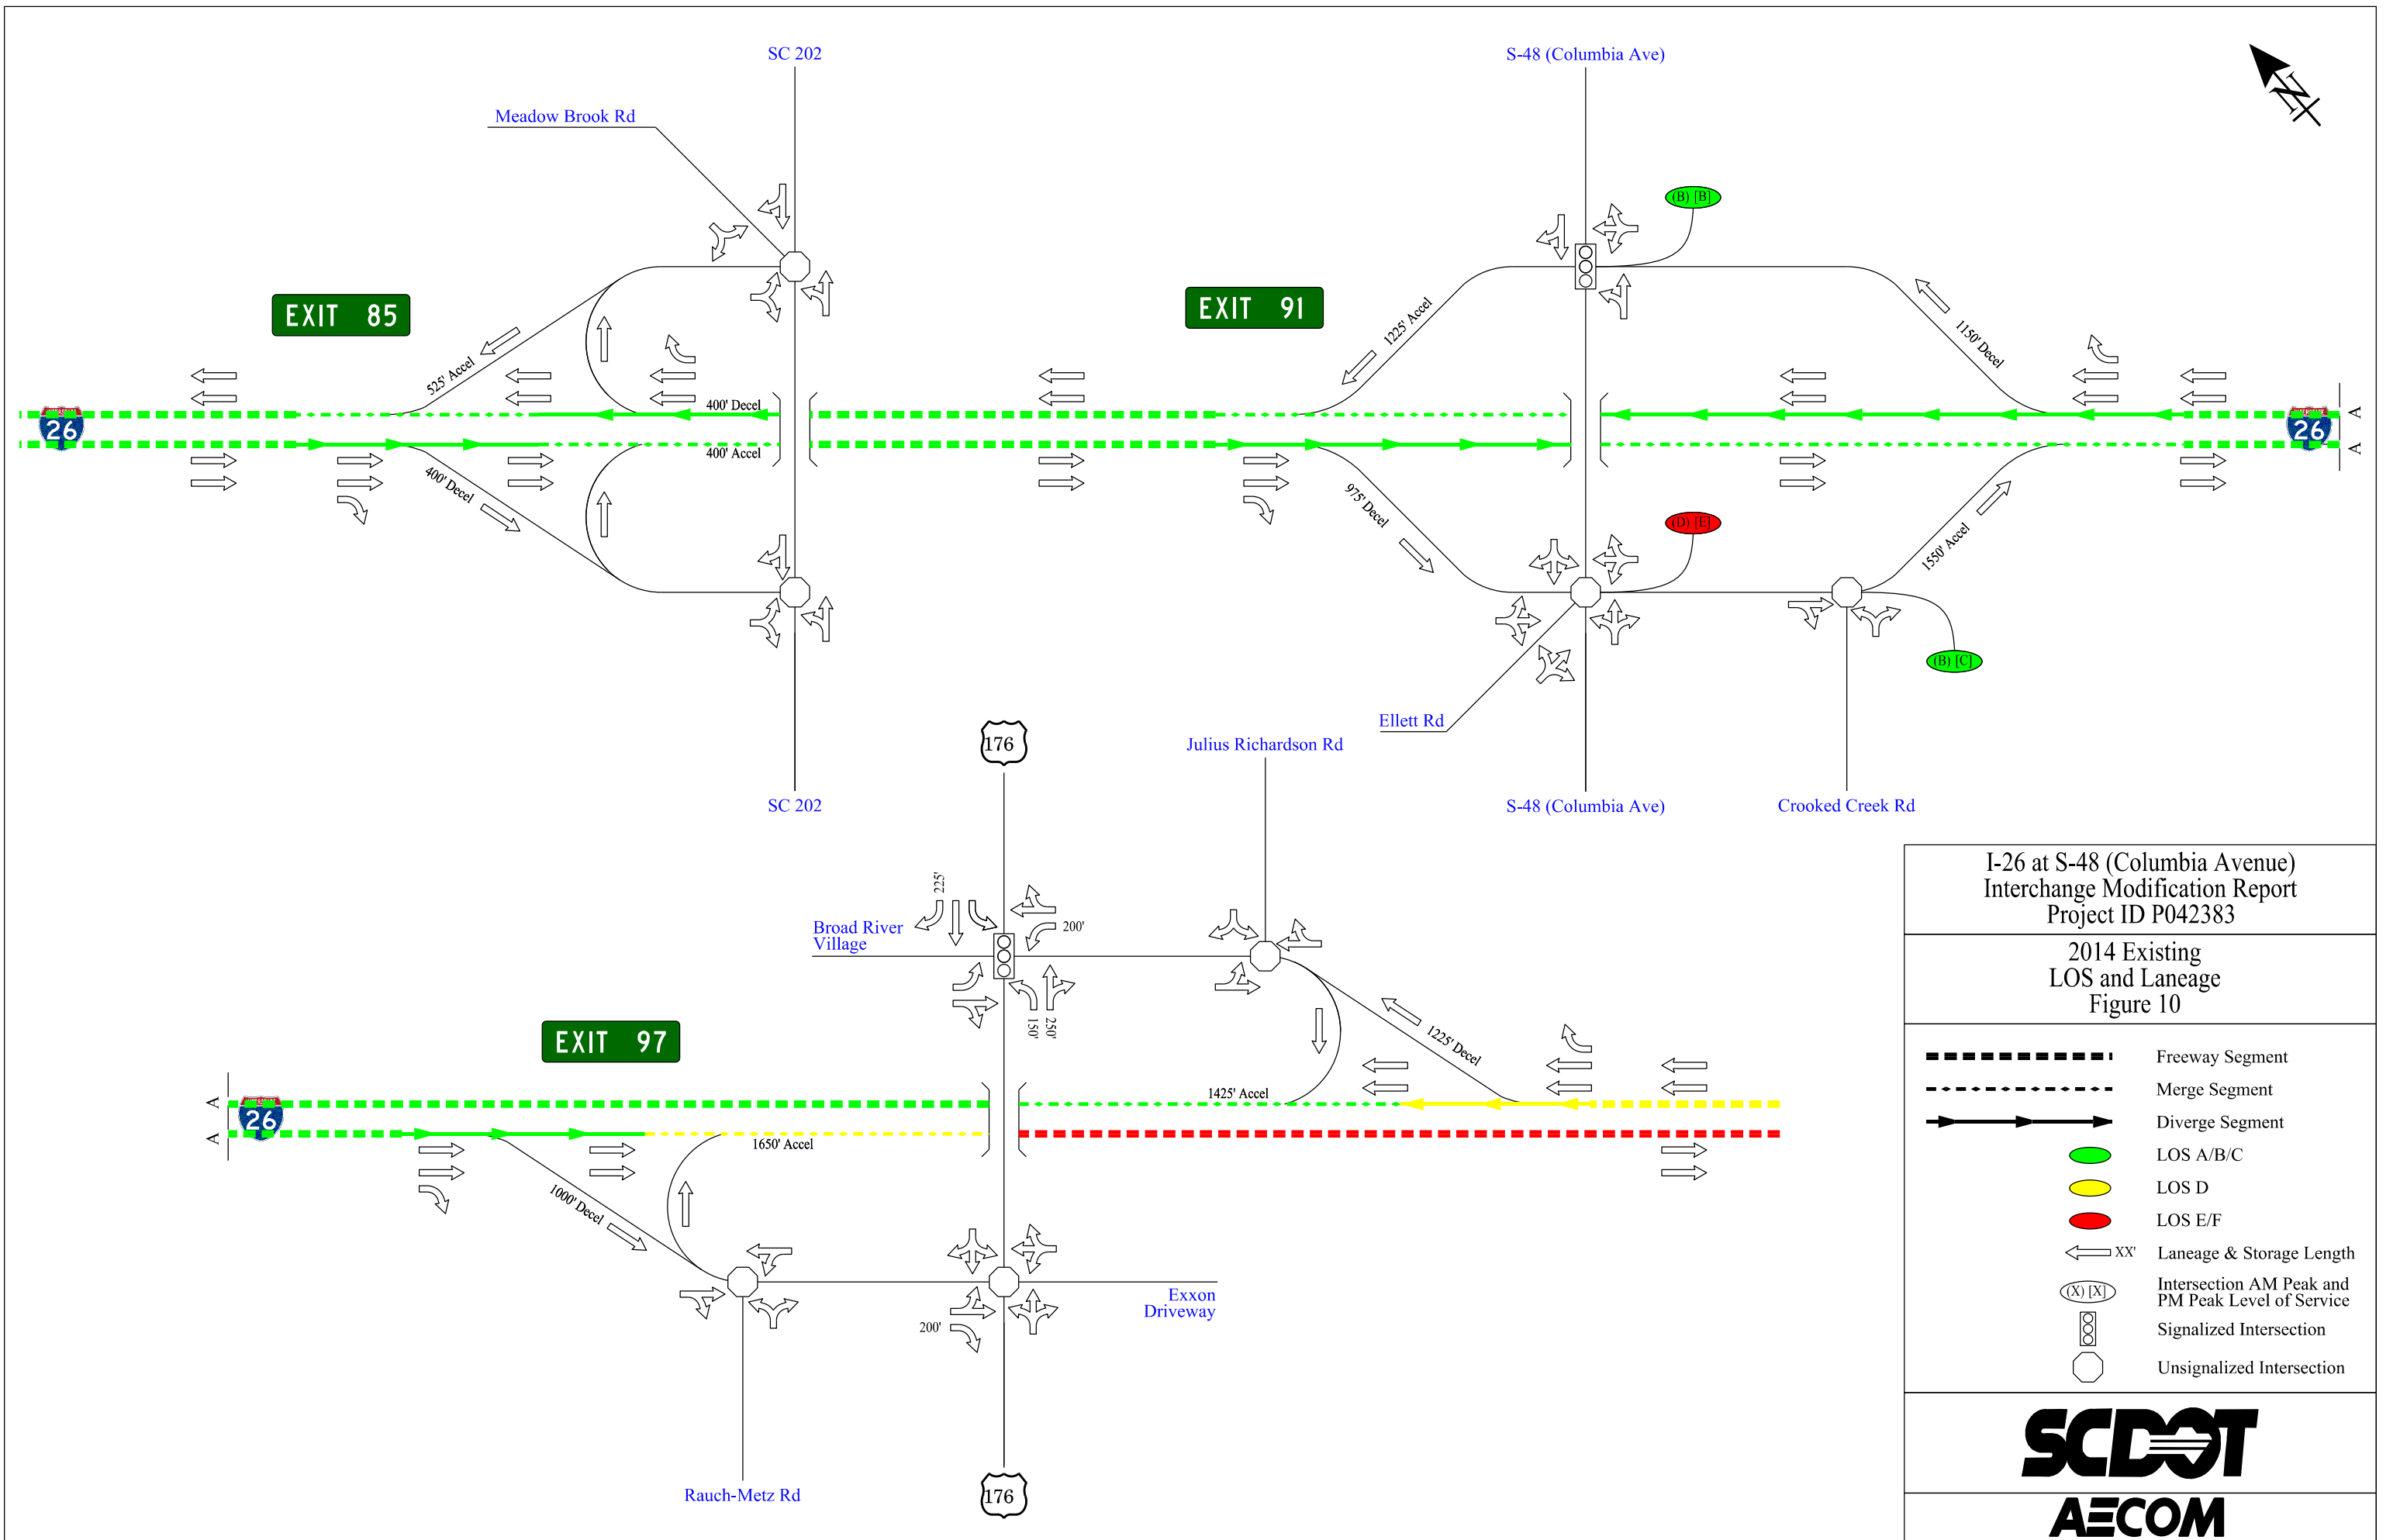 SC 202
S-48 (Columbia Ave)
Meadow Brook Rd
N
(B) [B]
EXIT 85
EXIT 91
525' Accel
1225' Accel
1150' Decel
400' Decel
400' Accel
26
26
A
A
400' Decel
975' Decel
(D) [E]
1550' Accel
(B) [C]
Ellett Rd
SC 202
S-48 (Columbia Ave)
Crooked Creek Rd
176
Julius Richardson Rd
225'
Broad River
Village
200'
150'
250'
EXIT 97
1225' Decel
1425' Accel
A
A
26
1650' Accel
1000' Decel
200'
Exxon
Driveway
Rauch-Metz Rd
176
I-26 at S-48 (Columbia Avenue)
Interchange Modification Report
Project ID P042383
2014 Existing
LOS and Laneage
Figure 10
Freeway Segment
Merge Segment
Diverge Segment
LOS A/B/C
LOS D
LOS E/F
XX' Laneage & Storage Length
(X) [X] Intersection AM Peak and
PM Peak Level of Service
Signalized Intersection
Unsignalized Intersection
SCDOT
AECOM